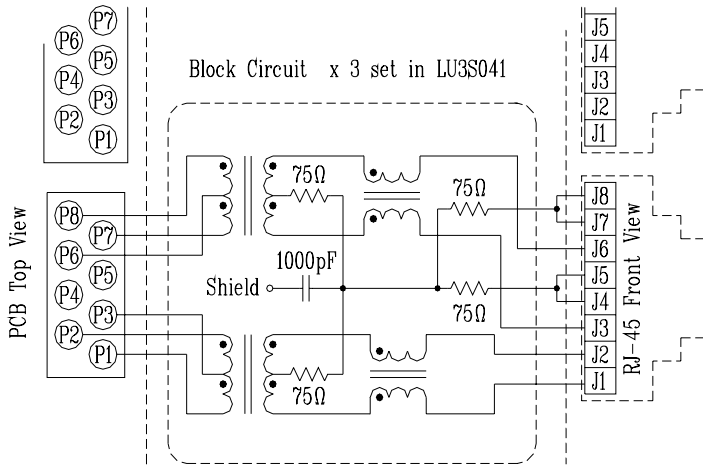 P7
P6
P5
P4
P3
P2
P1
Block Circuit x 3 set in LU3S041
J5
J4
J3
J2
J1
PCB Top View
P8
P7
P6
P5
P4
P3
P2
P1
75Ω
75Ω
1000pF
Shield
75Ω
75Ω
J8
J7
J6
J5
J4
J3
J2
J1
RJ-45 Front View